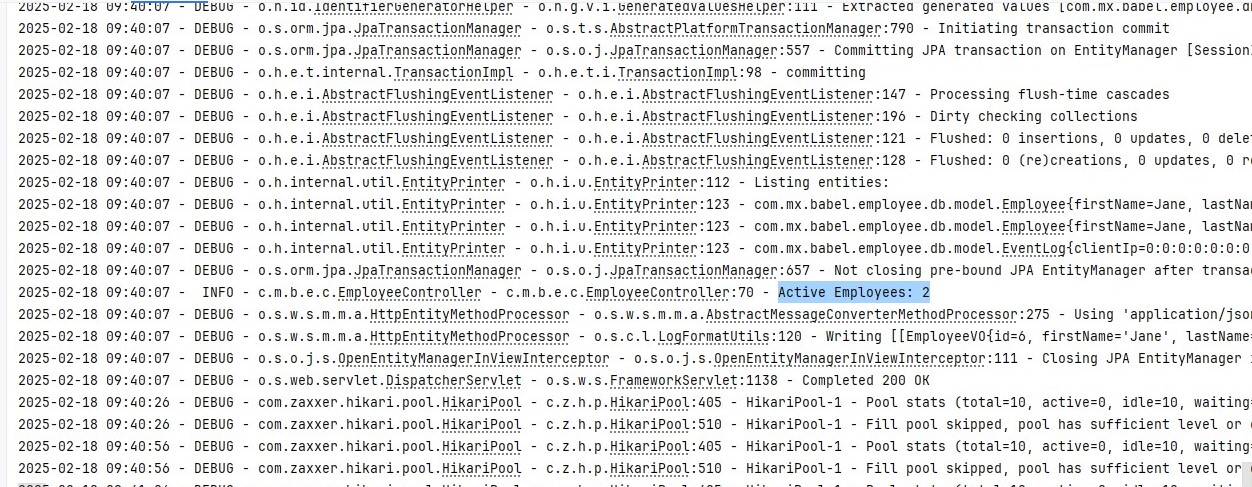 2025-02-18 09:40:07 - DEBUG - o.h.id.IdentifierGeneratorHelper - o.h.g.v.i.GeneratedValuesHelper:111 - Extracted generated values [com.mx.babel.employee.db
2025-02-18 09:40:07 - DEBUG - o.s.orm.jpa.JpaTransactionManager - o.s.t.s.AbstractPlatformTransactionManager:790 - Initiating transaction commit
2025-02-18 09:40:07 - DEBUG - o.s.orm.jpa.JpaTransactionManager - o.s.o.j.JpaTransactionManager:557 - Committing JPA transaction on EntityManager [SessionI
2025-02-18 09:40:07 - DEBUG - o.h.e.t.internal.TransactionImpl - o.h.e.t.i.TransactionImpl:98 - committing
2025-02-18 09:40:07 - DEBUG - o.h.e.i.AbstractFlushingEventListener - o.h.e.i.AbstractFlushingEventListener:147 - Processing flush-time cascades
2025-02-18 09:40:07 - DEBUG - o.h.e.i.AbstractFlushingEventListener - o.h.e.i.AbstractFlushingEventListener:196 - Dirty checking collections
2025-02-18 09:40:07 - DEBUG - o.h.e.i.AbstractFlushingEventListener - o.h.e.i.AbstractFlushingEventListener:121 - Flushed: 0 insertions, 0 updates, 0 dele
2025-02-18 09:40:07 - DEBUG - o.h.e.i.AbstractFlushingEventListener - o.h.e.i.AbstractFlushingEventListener:128 - Flushed: 0 (re)creations, 0 updates, 0 r
2025-02-18 09:40:07 - DEBUG - o.h.internal.util.EntityPrinter - o.h.i.u.EntityPrinter:112 - Listing entities:
2025-02-18 09:40:07 - DEBUG - o.h.internal.util.EntityPrinter - o.h.i.u.EntityPrinter:123 - com.mx.babel.employee.db.model.Employee{firstName=Jane, lastNam
2025-02-18 09:40:07 - DEBUG - o.h.internal.util.EntityPrinter - o.h.i.u.EntityPrinter:123 - com.mx.babel.employee.db.model.Employee{firstName=Jane, lastNam
2025-02-18 09:40:07 - DEBUG - o.h.internal.util.EntityPrinter - o.h.i.u.EntityPrinter:123 - com.mx.babel.employee.db.model.EventLog{clientIp=0:0:0:0:0:0:0
2025-02-18 09:40:07 - DEBUG - o.s.orm.jpa.JpaTransactionManager - o.s.o.j.JpaTransactionManager:657 - Not closing pre-bound JPA EntityManager after transac
2025-02-18 09:40:07 - INFO - c.m.b.e.c.EmployeeController - c.m.b.e.c.EmployeeController:70 - Active Employees: 2
2025-02-18 09:40:07 - DEBUG - o.s.w.s.m.m.a.HttpEntityMethodProcessor - o.s.w.s.m.m.a.AbstractMessageConverterMethodProcessor:275 - Using 'application/jso
2025-02-18 09:40:07 - DEBUG - o.s.w.s.m.m.a.HttpEntityMethodProcessor - o.s.c.l.LogFormatUtils:120 - Writing [[EmployeeVO{id=6, firstName='Jane', lastName=
2025-02-18 09:40:07 - DEBUG - o.s.o.j.s.OpenEntityManagerInViewInterceptor - o.s.o.j.s.OpenEntityManagerInViewInterceptor:111 - Closing JPA EntityManager
2025-02-18 09:40:07 - DEBUG - o.s.web.servlet.DispatcherServlet - o.s.w.s.FrameworkServlet:1138 - Completed 200 OK
2025-02-18 09:40:26 - DEBUG - com.zaxxer.hikari.pool.HikariPool - c.z.h.p.HikariPool:405 - HikariPool-1 - Pool stats (total=10, active=0, idle=10, waiting=
2025-02-18 09:40:26 - DEBUG - com.zaxxer.hikari.pool.HikariPool - c.z.h.p.HikariPool:510 - HikariPool-1 - Fill pool skipped, pool has sufficient level or
2025-02-18 09:40:56 - DEBUG - com.zaxxer.hikari.pool.HikariPool - c.z.h.p.HikariPool:405 - HikariPool-1 - Pool stats (total=10, active=0, idle=10, waiting=
2025-02-18 09:40:56 - DEBUG - com.zaxxer.hikari.pool.HikariPool - c.z.h.p.HikariPool:510 - HikariPool-1 - Fill pool skipped, pool has sufficient level or